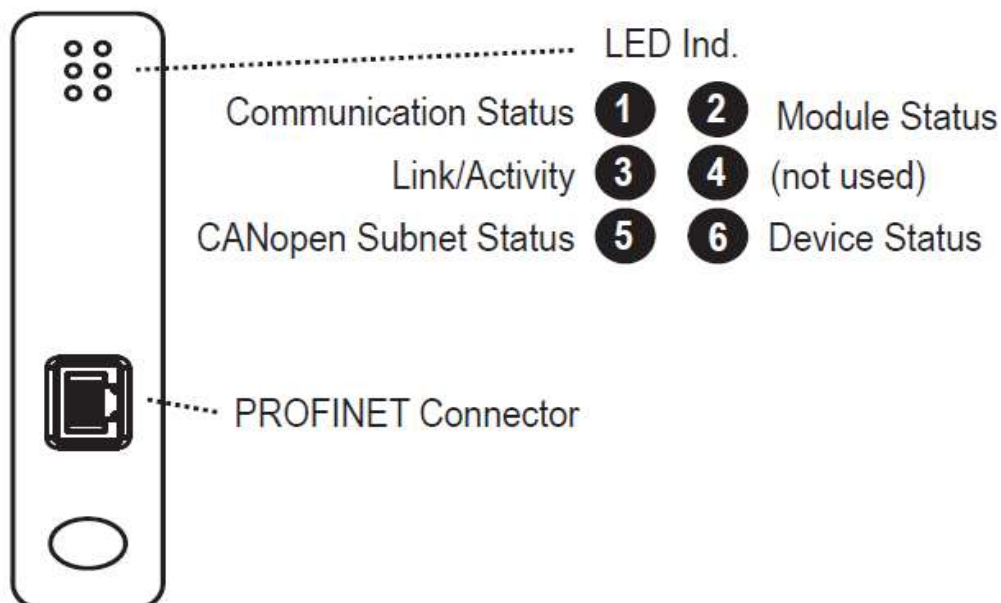 LED Ind.
Communication Status 1 2 Module Status
Link/Activity 3 4 (not used)
CANopen Subnet Status 5 6 Device Status
PROFINET Connector